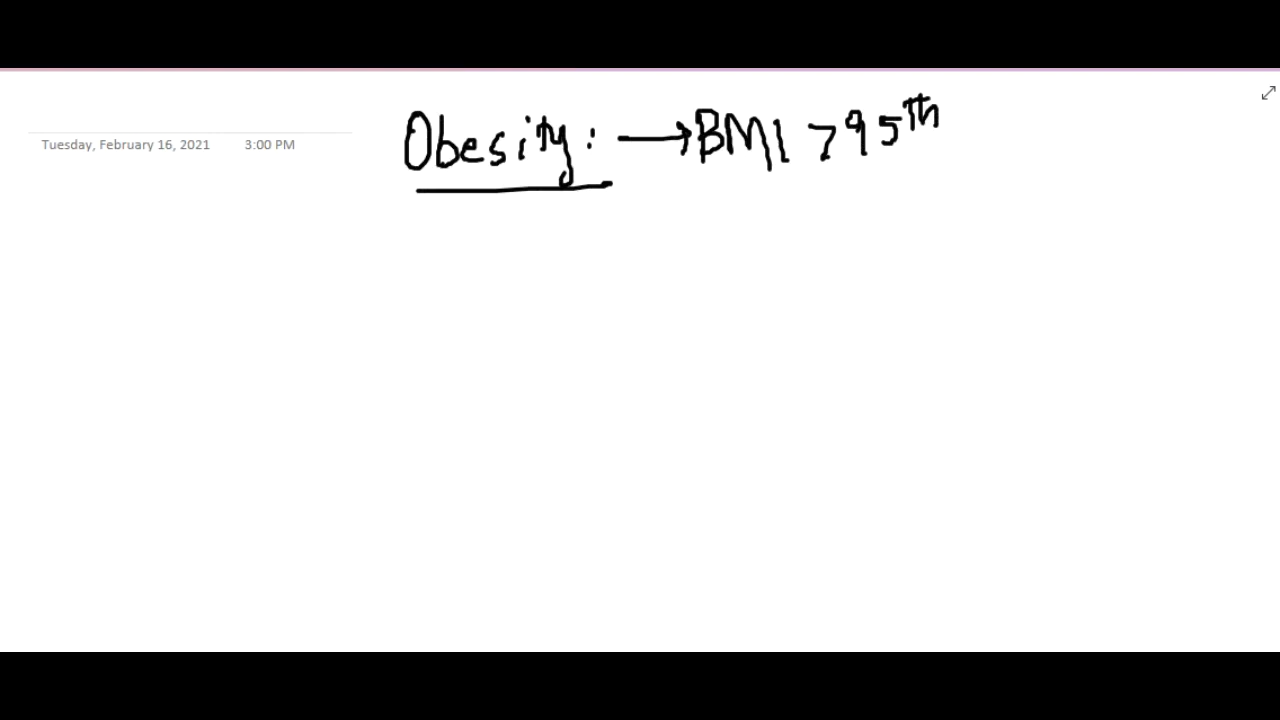 Obesity: → BMI > 95th
Tuesday, February 16, 2021 3:00 PM